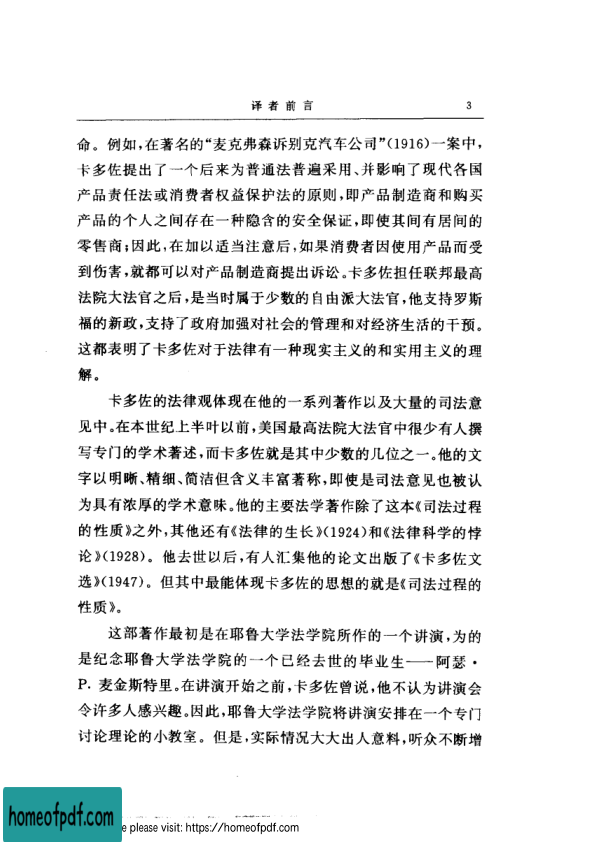 译者前言 3
命。例如,在著名的“麦克弗森诉别克汽车公司”(1916)一案中,
卡多佐提出了一个后来为普通法普遍采用、并影响了现代各国
产品责任法或消费者权益保护法的原则,即产品制造商和购买
产品的个人之间存在一种隐含的安全保证,即使其间有居间的
零售商;因此,在加以适当注意后,如果消费者因使用产品而受
到伤害,就都可以对产品制造商提出诉讼。卡多佐担任联邦最高
法院大法官之后,是当时属于少数的自由派大法官,他支持罗斯
福的新政,支持了政府加强对社会的管理和对经济生活的干预。
这都表明了卡多佐对于法律有一种现实主义的和实用主义的理
解。
卡多佐的法律观体现在他的一系列著作以及大量的司法意
见中。在本世纪上半叶以前,美国最高法院大法官中很少有人撰
写专门的学术著述,而卡多佐就是其中少数的几位之一。他的文
字以明晰、精细、简洁但含义丰富著称,即使是司法意见也被认
为具有浓厚的学术意味。他的主要法学著作除了这本《司法过程
的性质》之外,其他还有《法律的生长》(1924)和《法律科学的悖
论》(1928)。他去世以后,有人汇集他的论文出版了《卡多佐文
选》(1947)。但其中最能体现卡多佐的思想的就是《司法过程的
性质》。
这部著作最初是在耶鲁大学法学院所作的一个讲演,为的
是纪念耶鲁大学法学院的一个已经去世的毕业生——阿瑟·
P. 麦金斯特里。在讲演开始之前,卡多佐曾说,他不认为讲演会
令许多人感兴趣。因此,耶鲁大学法学院将讲演安排在一个专门
讨论理论的小教室。但是,实际情况大大出人意料,听众不断增
homeofpdf.com
please visit: https://homeofpdf.com